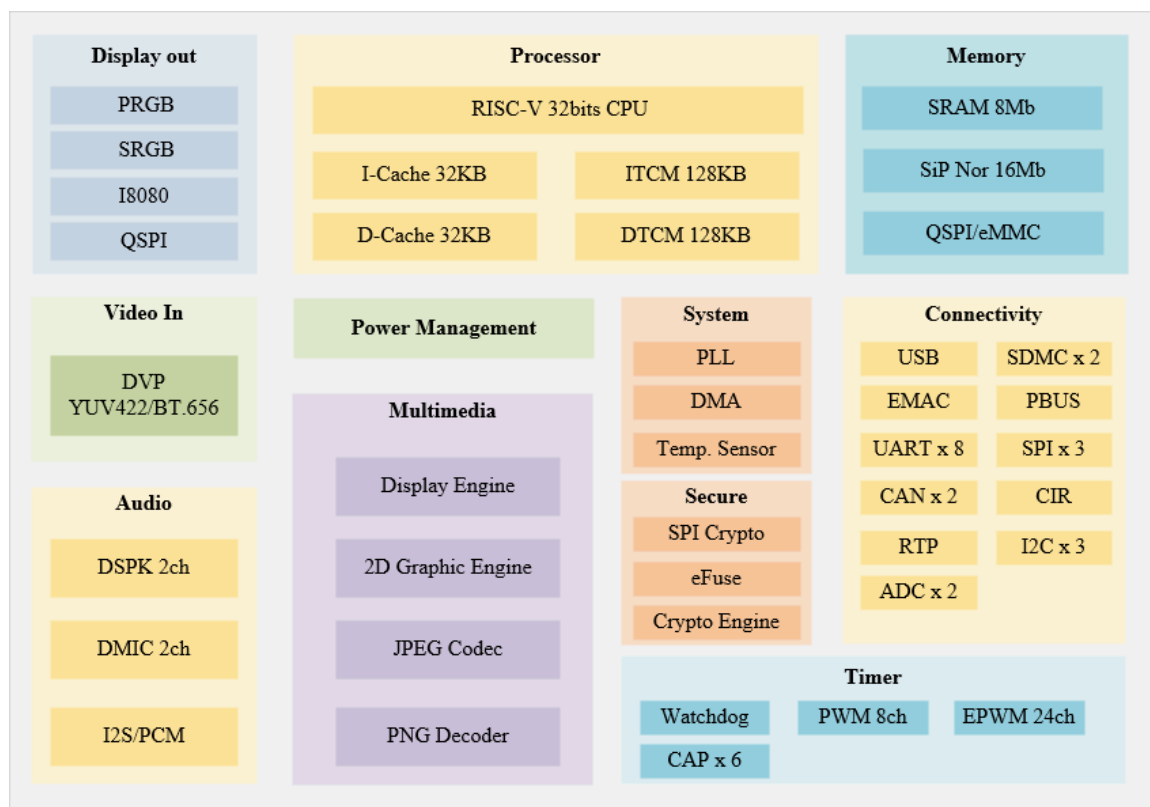 Display out
PRGB
SRGB
I8080
QSPI
Processor
RISC-V 32bits CPU
I-Cache 32KB
ITCM 128KB
D-Cache 32KB
DTCM 128KB
Memory
SRAM 8Mb
SiP Nor 16Mb
QSPI/eMMC
Video In
DVP
YUV422/BT.656
Power Management
System
PLL
DMA
Temp. Sensor
Connectivity
USB
SDMC x 2
EMAC
PBUS
UART x 8
SPI x 3
CAN x 2
CIR
RTP
I2C x 3
ADC x 2
Audio
DSPK 2ch
DMIC 2ch
I2S/PCM
Multimedia
Display Engine
2D Graphic Engine
JPEG Codec
PNG Decoder
Secure
SPI Crypto
eFuse
Crypto Engine
Timer
Watchdog
PWM 8ch
EPWM 24ch
CAP x 6